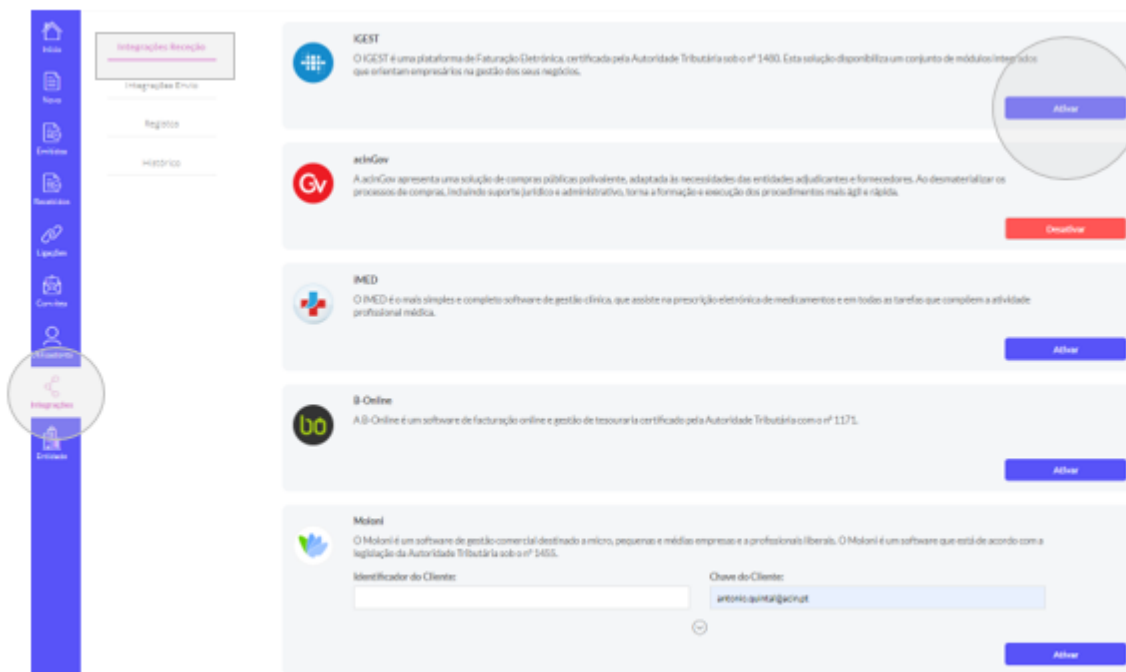 Início
Novo
Emitidos
Recebidos
Ligações
Convites
Integrações
Entidade
Integrações Receção
Integrações Envio
Registos
Histórico
iGEST
O iGEST é uma plataforma de Faturação Eletrónica, certificada pela Autoridade Tributária sob o nº 1480. Esta solução disponibiliza um conjunto de módulos integrados
que orientam empresários na gestão dos seus negócios.
Ativar
acinGov
A acinGov apresenta uma solução de compras públicas polivalente, adaptada às necessidades das entidades adjudicantes e fornecedores. Ao desmaterializar os
processos de compras, incluindo suporte jurídico e administrativo, torna a formação e execução dos procedimentos mais ágil e rápida.
Desativar
iMED
O iMED é o mais simples e completo software de gestão clínica, que assiste na prescrição eletrónica de medicamentos e em todas as tarefas que compõem a atividade
profissional médica.
Ativar
B-Online
A B-Online é um software de facturação online e gestão de tesouraria certificado pela Autoridade Tributária com o nº 1171.
Ativar
Moloni
O Moloni é um software de gestão comercial destinado a micro, pequenas e médias empresas e a profissionais liberais. O Moloni é um software que está de acordo com a
legislação da Autoridade Tributária sob o nº 1455.
Identificador do Cliente:
Chave do Cliente:
antonio.quintal@acin.pt
Ativar
Gv
bo